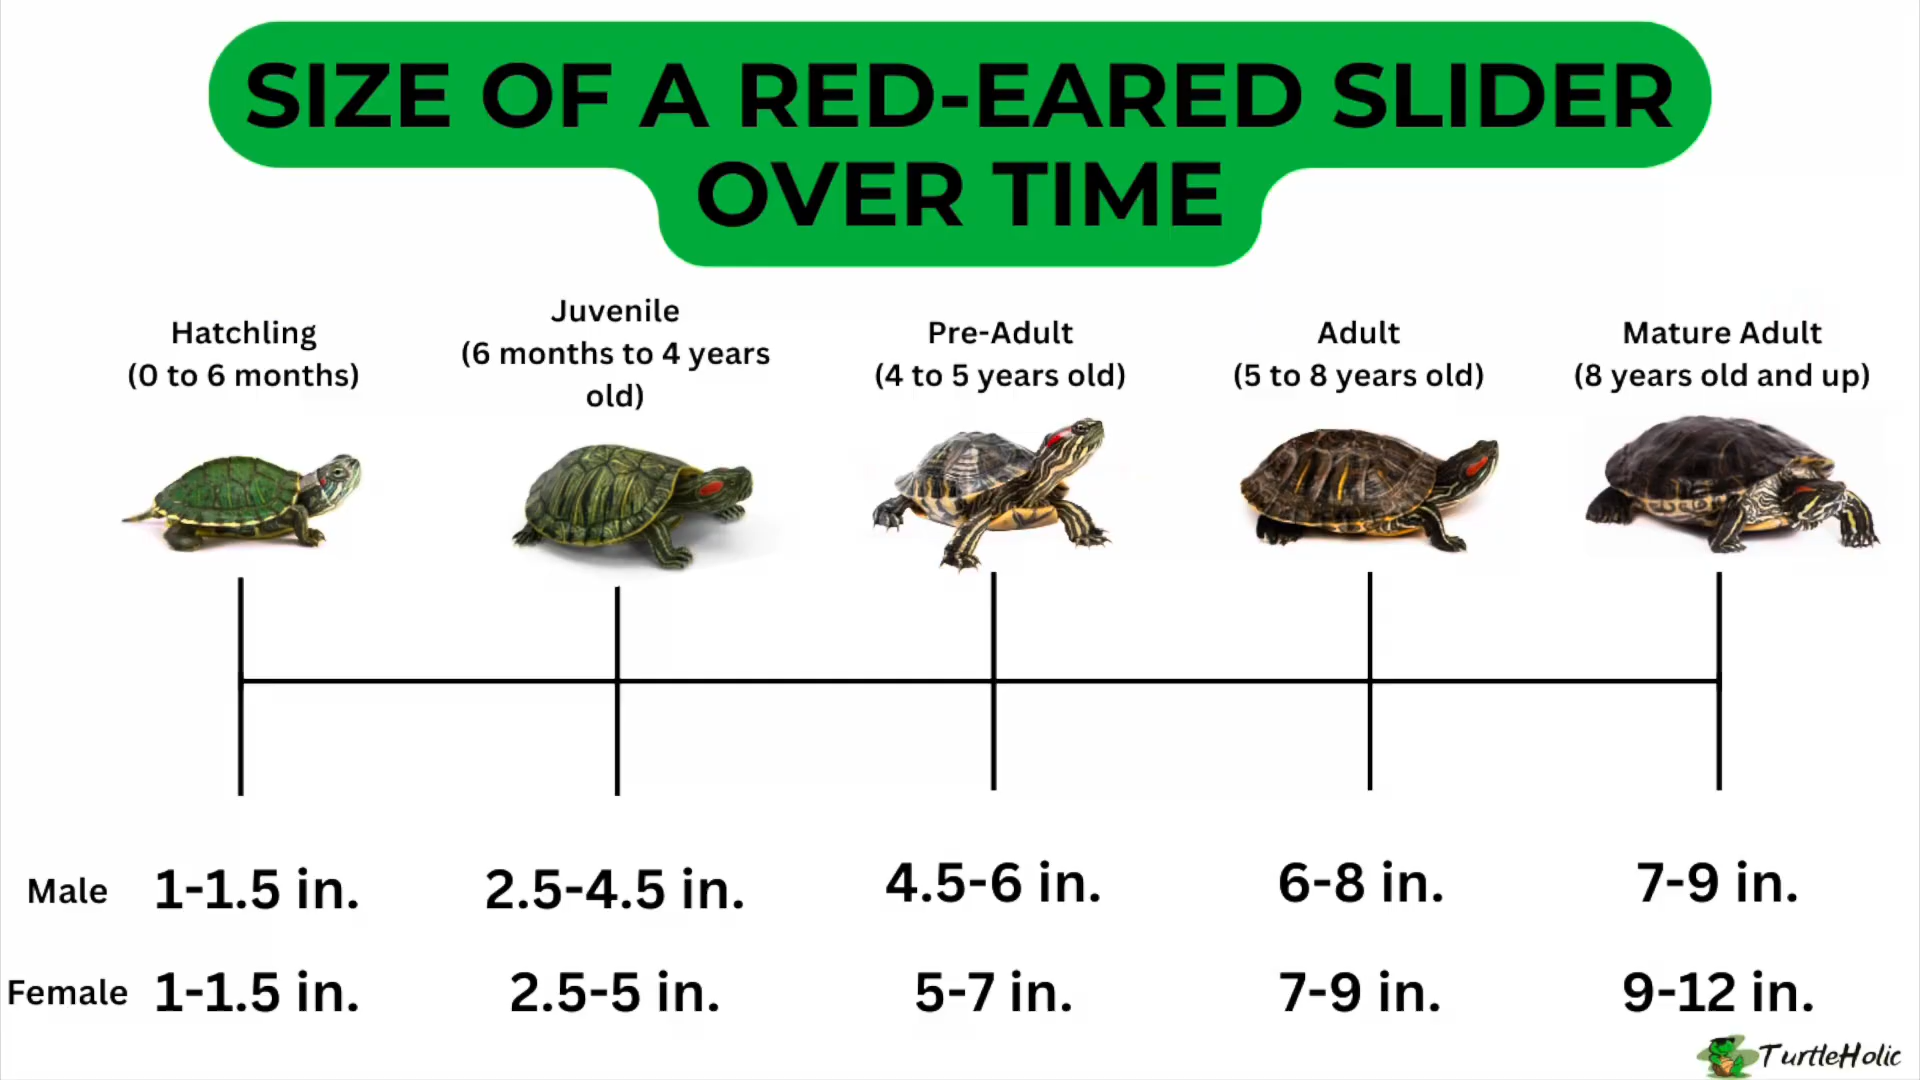 SIZE OF A RED-EARED SLIDER
OVER TIME
Hatchling
(0 to 6 months)
Juvenile
(6 months to 4 years
old)
Pre-Adult
(4 to 5 years old)
Adult
(5 to 8 years old)
Mature Adult
(8 years old and up)
Male 1-1.5 in. 2.5-4.5 in. 4.5-6 in. 6-8 in. 7-9 in.
Female 1-1.5 in. 2.5-5 in. 5-7 in. 7-9 in. 9-12 in.
TurtleHolic